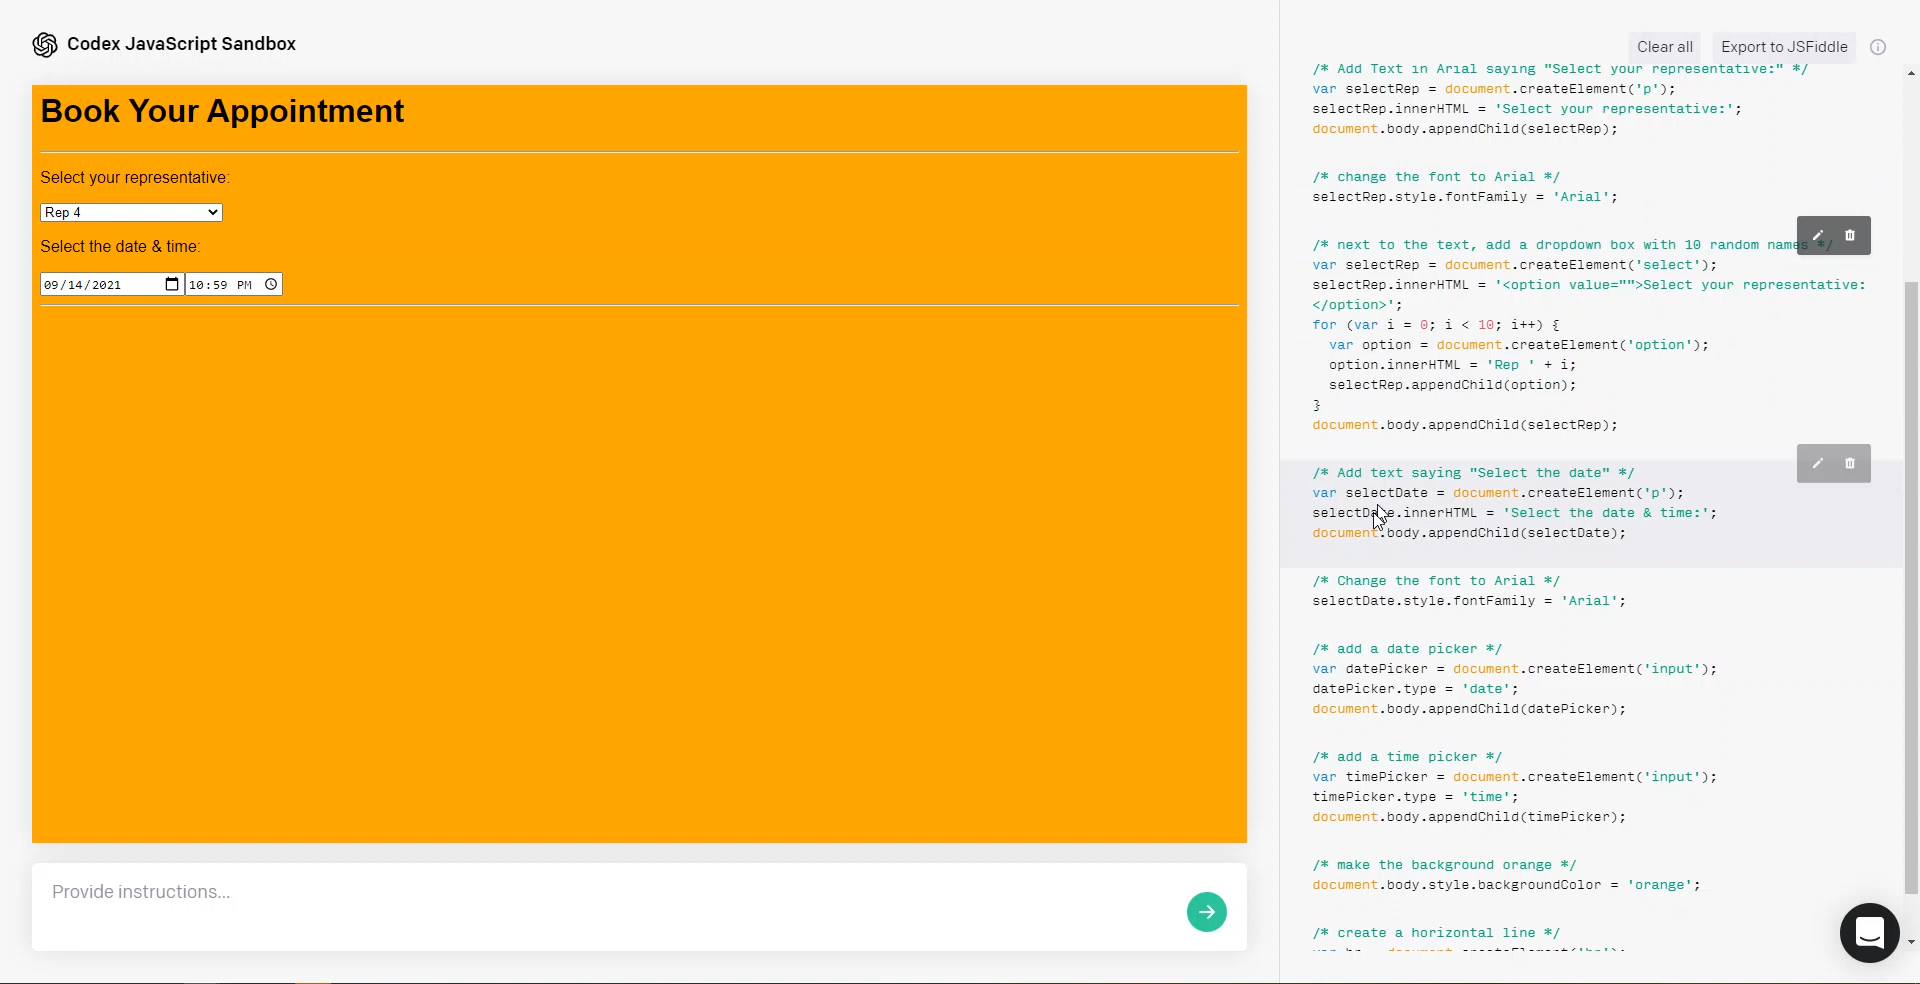 Codex JavaScript Sandbox
Book Your Appointment
Select your representative:
Rep 4
Select the date & time:
09/14/2021
10:59 PM
Provide instructions...
Clear all
Export to JSFiddle
/* Add Text in Arial saying "Select your representative:" */
var selectRep = document.createElement('p');
selectRep.innerHTML = 'Select your representative:';
document.body.appendChild(selectRep);
/* change the font to Arial */
selectRep.style.fontFamily = 'Arial';
/* next to the text, add a dropdown box with 10 random names */
var selectRep = document.createElement('select');
selectRep.innerHTML = '<option value="">Select your representative:
</option>';
for (var i = 0; i < 10; i++) {
  var option = document.createElement('option');
  option.innerHTML = 'Rep ' + i;
  selectRep.appendChild(option);
}
document.body.appendChild(selectRep);
/* Add text saying "Select the date" */
var selectDate = document.createElement('p');
selectDate.innerHTML = 'Select the date & time:';
document.body.appendChild(selectDate);
/* Change the font to Arial */
selectDate.style.fontFamily = 'Arial';
/* add a date picker */
var datePicker = document.createElement('input');
datePicker.type = 'date';
document.body.appendChild(datePicker);
/* add a time picker */
var timePicker = document.createElement('input');
timePicker.type = 'time';
document.body.appendChild(timePicker);
/* make the background orange */
document.body.style.backgroundColor = 'orange';
/* create a horizontal line */